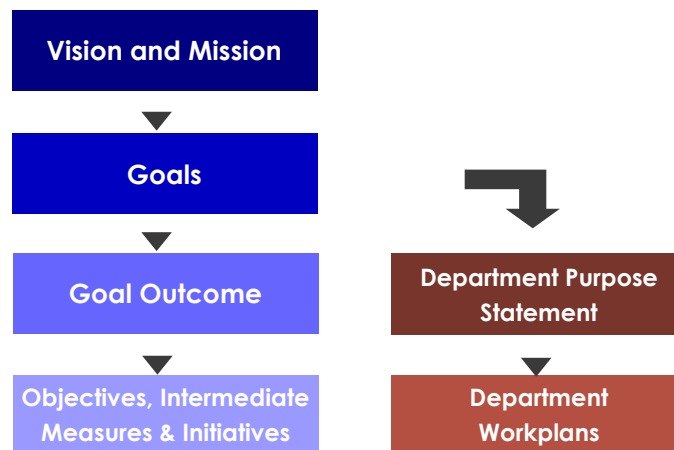 Vision and Mission
Goals
Goal Outcome
Objectives, Intermediate
Measures & Initiatives
Department Purpose
Statement
Department
Workplans